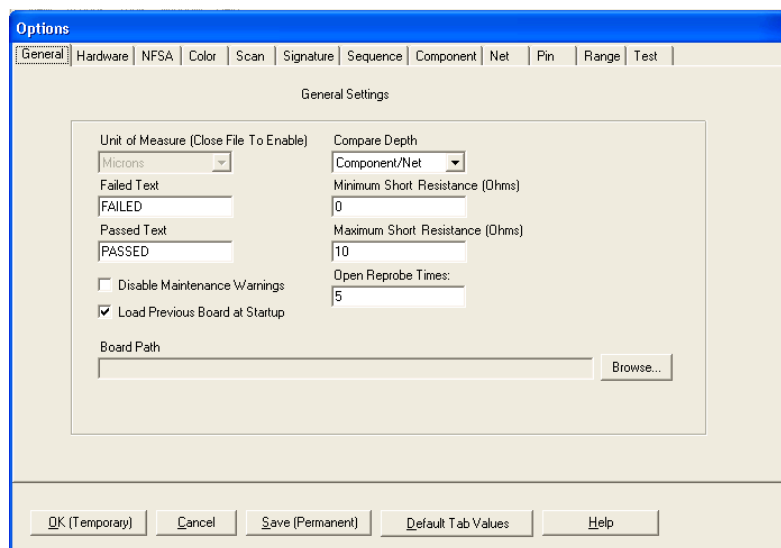 Options
General Hardware NFSA Color Scan Signature Sequence Component Net Pin Range Test
General Settings
Unit of Measure (Close File To Enable)
Microns
Failed Text
FAILED
Passed Text
PASSED
Disable Maintenance Warnings
Load Previous Board at Startup
Compare Depth
Component/Net
Minimum Short Resistance (Ohms)
0
Maximum Short Resistance (Ohms)
10
Open Reprobe Times:
5
Board Path
Browse...
OK (Temporary) Cancel Save (Permanent) Default Tab Values Help